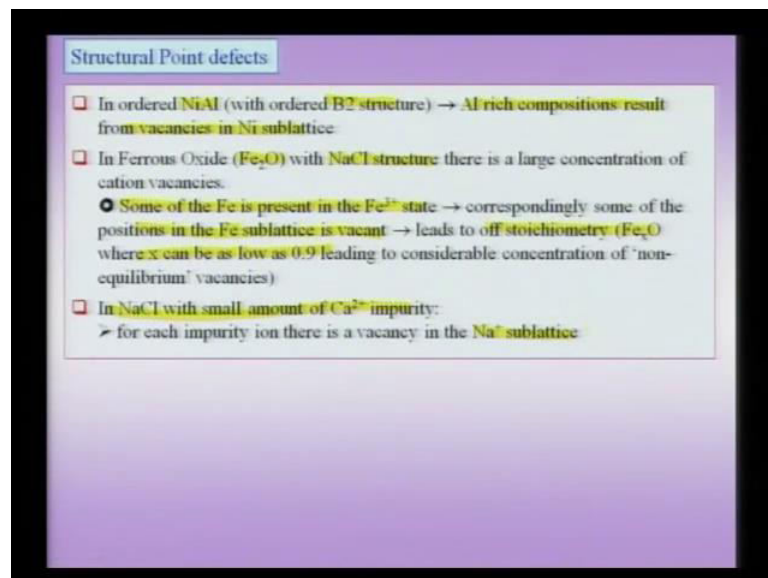 Structural Point defects
❑ In ordered NiAl (with ordered B2 structure) → Al rich compositions result
from vacancies in Ni sublattice
❑ In Ferrous Oxide (FexO) with NaCl structure there is a large concentration of
cation vacancies.
Some of the Fe is present in the Fe3+ state → correspondingly some of the
positions in the Fe sublattice is vacant → leads to off stoichiometry (FexO
where x can be as low as 0.9 leading to considerable concentration of 'non-
equilibrium' vacancies)
❑ In NaCl with small amount of Ca2+ impurity:
➢ for each impurity ion there is a vacancy in the Na+ sublattice